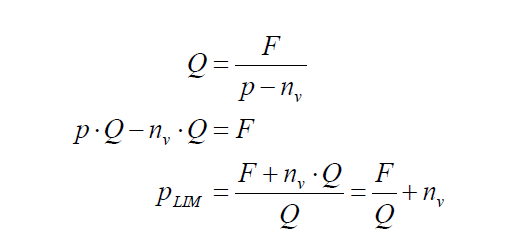 Q = F / (p − n_v)
p · Q − n_v · Q = F
p_LIM = (F + n_v · Q) / Q = F / Q + n_v